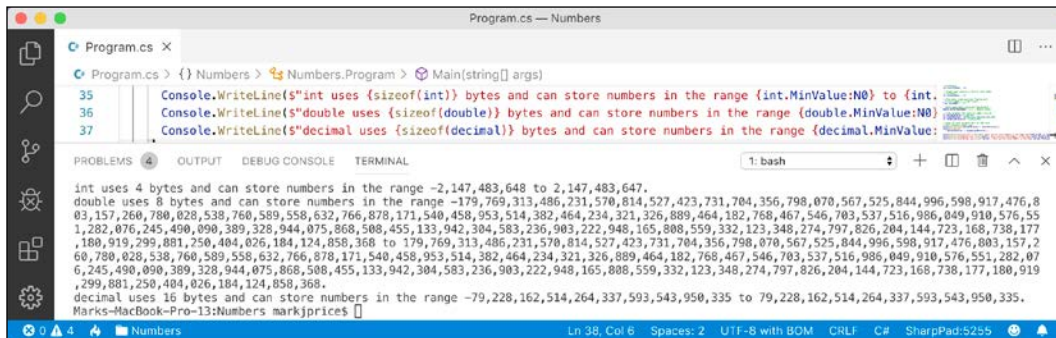 Program.cs — Numbers
Program.cs ×
Program.cs > {} Numbers > Numbers.Program > Main(string[] args)
35 Console.WriteLine($"int uses {sizeof(int)} bytes and can store numbers in the range {int.MinValue:N0} to {int.
36 Console.WriteLine($"double uses {sizeof(double)} bytes and can store numbers in the range {double.MinValue:N0}
37 Console.WriteLine($"decimal uses {sizeof(decimal)} bytes and can store numbers in the range {decimal.MinValue:
PROBLEMS 4 OUTPUT DEBUG CONSOLE TERMINAL 1: bash
int uses 4 bytes and can store numbers in the range -2,147,483,648 to 2,147,483,647.
double uses 8 bytes and can store numbers in the range -179,769,313,486,231,570,814,527,423,731,704,356,798,070,567,525,844,996,598,917,476,8
03,157,260,780,028,538,760,589,558,632,766,878,171,540,458,953,514,382,464,234,321,326,889,464,182,768,467,546,703,537,516,986,049,910,576,55
1,282,076,245,490,090,389,328,944,075,868,508,455,133,942,304,583,236,903,222,948,165,808,559,332,123,348,274,797,826,204,144,723,168,738,177
,180,919,299,881,250,404,026,184,124,858,368 to 179,769,313,486,231,570,814,527,423,731,704,356,798,070,567,525,844,996,598,917,476,803,157,2
60,780,028,538,760,589,558,632,766,878,171,540,458,953,514,382,464,234,321,326,889,464,182,768,467,546,703,537,516,986,049,910,576,551,282,07
6,245,490,090,389,328,944,075,868,508,455,133,942,304,583,236,903,222,948,165,808,559,332,123,348,274,797,826,204,144,723,168,738,177,180,919
,299,881,250,404,026,184,124,858,368.
decimal uses 16 bytes and can store numbers in the range -79,228,162,514,264,337,593,543,950,335 to 79,228,162,514,264,337,593,543,950,335.
Marks-MacBook-Pro-13:Numbers markjprice$
0 4 Numbers Ln 38, Col 6 Spaces: 2 UTF-8 with BOM CRLF C# SharpPad:5255